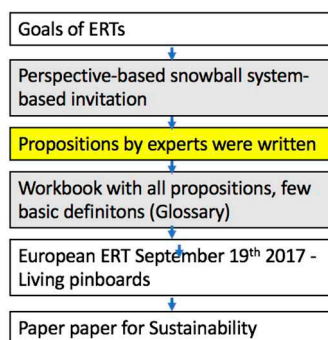 Goals of ERTs
Perspective-based snowball system-
based invitation
Propositions by experts were written
Workbook with all propositions, few
basic definitons (Glossary)
European ERT September 19th 2017 -
Living pinboards
Paper paper for Sustainability